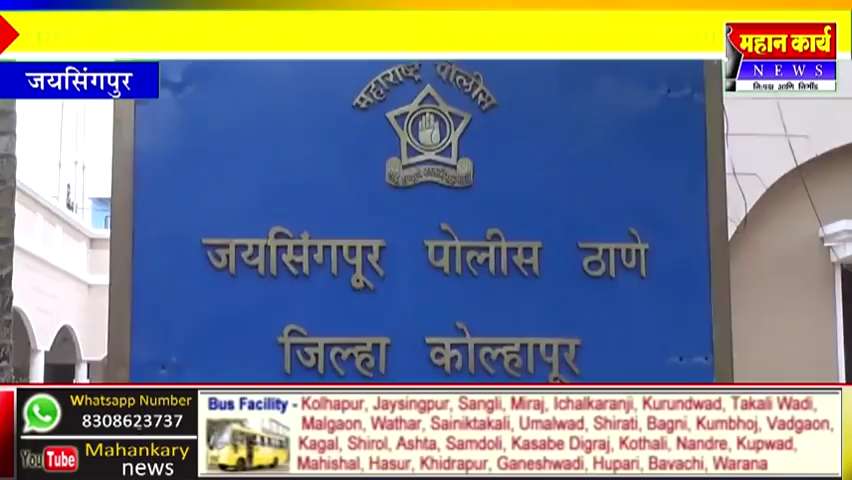 महान कार्य
NEWS
निःपक्ष आणि निर्भीड
जयसिंगपुर
महाराष्ट्र पोलीस
जयसिंगपूर पोलीस ठाणे
जिल्हा कोल्हापूर
Whatsapp Number
8308623737
YouTube Mahankary
news
Bus Facility - Kolhapur, Jaysingpur, Sangli, Miraj, Ichalkaranji, Kurundwad, Takali Wadi,
Malgaon, Wathar, Sainiktakali, Umalwad, Shirati, Bagni, Kumbhoj, Vadgaon,
Kagal, Shirol, Ashta, Samdoli, Kasabe Digraj, Kothali, Nandre, Kupwad,
Mahishal, Hasur, Khidrapur, Ganeshwadi, Hupari, Bavachi, Warana